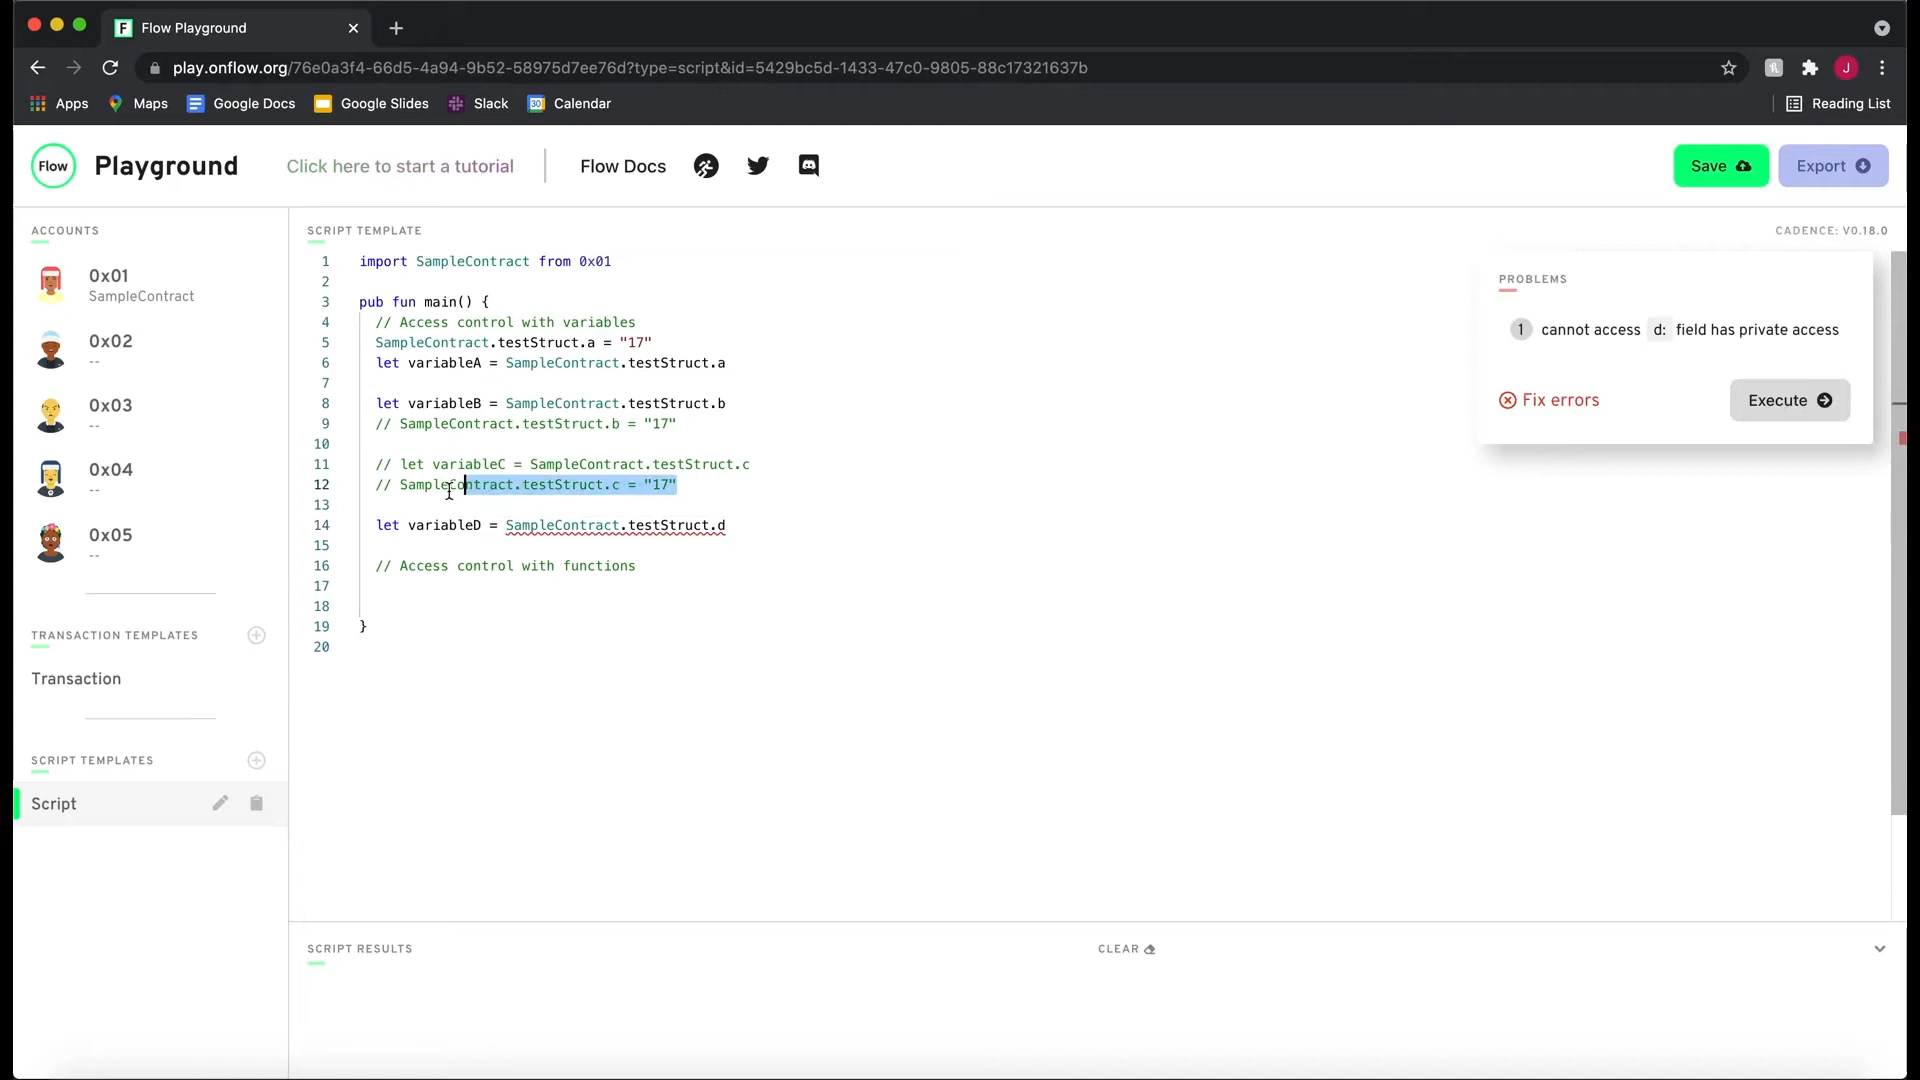 Flow Playground
play.onflow.org/76e0a3f4-66d5-4a94-9b52-58975d7ee76d?type=script&id=5429bc5d-1433-47c0-9805-88c17321637b
J
Apps
Maps
Google Docs
Google Slides
Slack
30
Calendar
Reading List
Flow
Playground
Click here to start a tutorial
Flow Docs
Save
Export
ACCOUNTS
0x01
SampleContract
0x02
--
0x03
--
0x04
--
0x05
--
TRANSACTION TEMPLATES
Transaction
SCRIPT TEMPLATES
Script
SCRIPT TEMPLATE
CADENCE: V0.18.0
1 import SampleContract from 0x01
2
3 pub fun main() {
4 // Access control with variables
5 SampleContract.testStruct.a = "17"
6 let variableA = SampleContract.testStruct.a
7
8 let variableB = SampleContract.testStruct.b
9 // SampleContract.testStruct.b = "17"
10
11 // let variableC = SampleContract.testStruct.c
12 // SampleContract.testStruct.c = "17"
13
14 let variableD = SampleContract.testStruct.d
15
16 // Access control with functions
17
18
19 }
20
PROBLEMS
1 cannot access d: field has private access
Fix errors
Execute
SCRIPT RESULTS
CLEAR